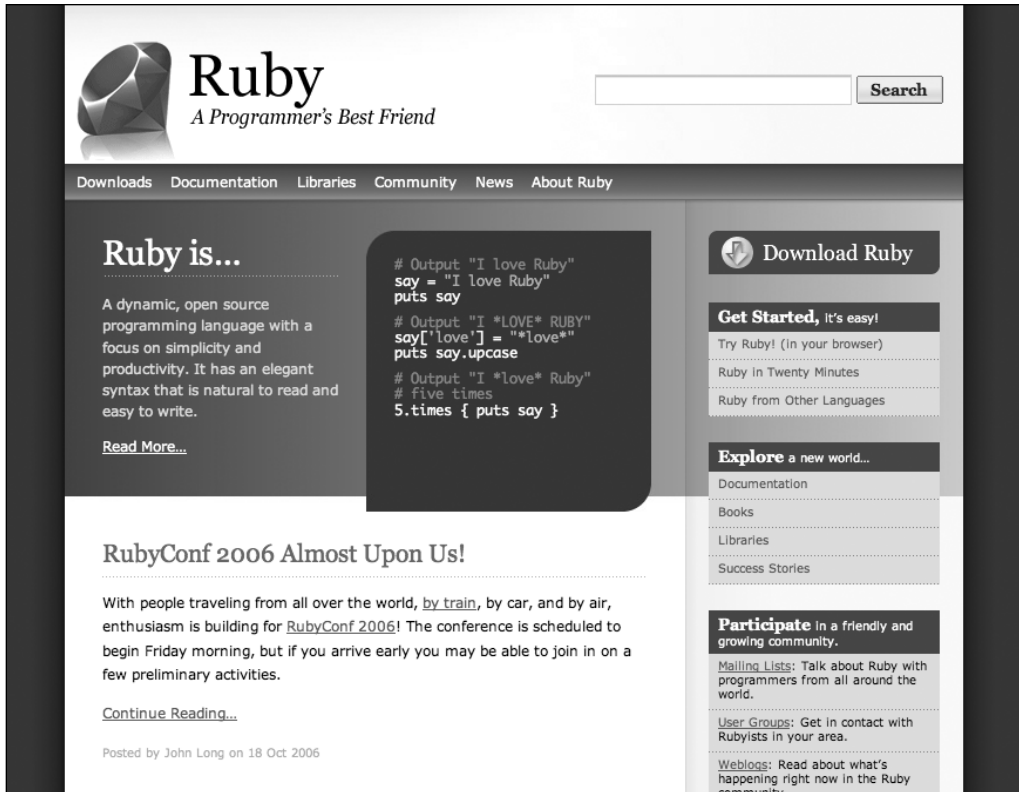 Ruby
A Programmer's Best Friend
Search
Downloads Documentation Libraries Community News About Ruby
Ruby is...
A dynamic, open source
programming language with a
focus on simplicity and
productivity. It has an elegant
syntax that is natural to read and
easy to write.
Read More...
# Output "I love Ruby"
say = "I love Ruby"
puts say
# Output "I *LOVE* RUBY"
say['love'] = "*love*"
puts say.upcase
# Output "I *love* Ruby"
# five times
5.times { puts say }
RubyConf 2006 Almost Upon Us!
With people traveling from all over the world, by train, by car, and by air,
enthusiasm is building for RubyConf 2006! The conference is scheduled to
begin Friday morning, but if you arrive early you may be able to join in on a
few preliminary activities.
Continue Reading...
Posted by John Long on 18 Oct 2006
Download Ruby
Get Started, it's easy!
Try Ruby! (in your browser)
Ruby in Twenty Minutes
Ruby from Other Languages
Explore a new world...
Documentation
Books
Libraries
Success Stories
Participate in a friendly and
growing community.
Mailing Lists: Talk about Ruby with
programmers from all around the
world.
User Groups: Get in contact with
Rubyists in your area.
Weblogs: Read about what's
happening right now in the Ruby